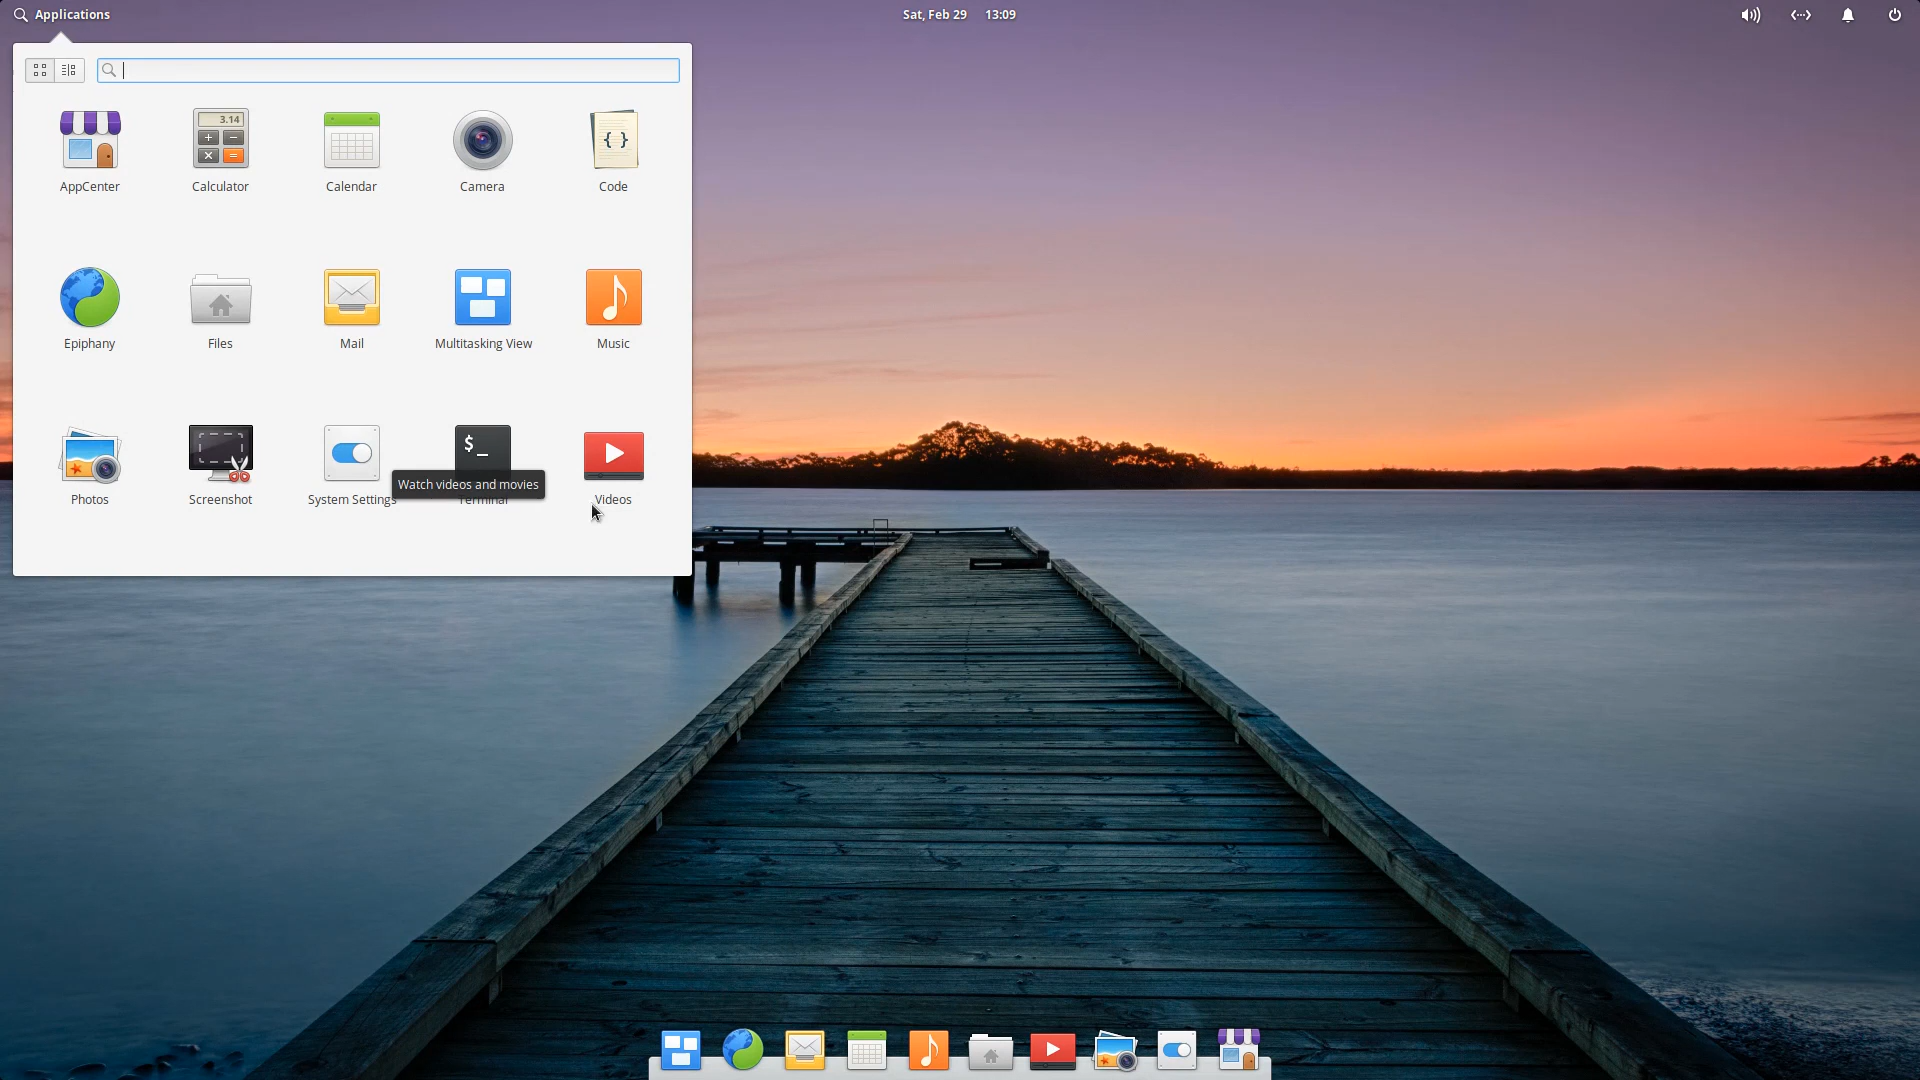 Applications
Sat, Feb 29 13:09
3.14
{ }
AppCenter
Calculator
Calendar
Camera
Code
Epiphany
Files
Mail
Multitasking View
Music
$_
Watch videos and movies
Photos
Screenshot
System Settings
Terminal
Videos